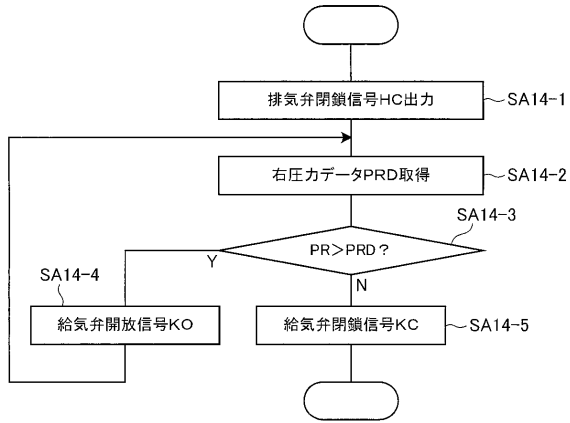 排気弁閉鎖信号HC出力
SA14-1
右圧力データPRD取得
SA14-2
SA14-3
PR>PRD?
Y
N
SA14-4
給気弁開放信号KO
給気弁閉鎖信号KC
SA14-5